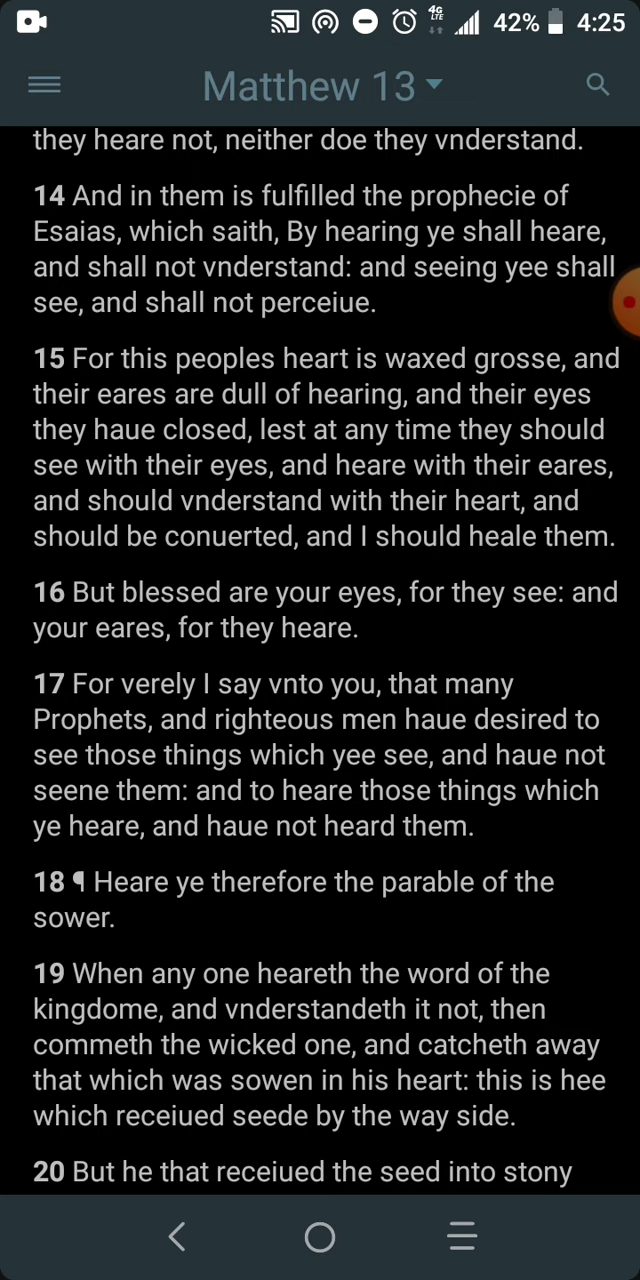 4G
LTE
42%
4:25
Matthew 13
they heare not, neither doe they vnderstand.
14 And in them is fulfilled the prophecie of
Esaias, which saith, By hearing ye shall heare,
and shall not vnderstand: and seeing yee shall
see, and shall not perceiue.
15 For this peoples heart is waxed grosse, and
their eares are dull of hearing, and their eyes
they haue closed, lest at any time they should
see with their eyes, and heare with their eares,
and should vnderstand with their heart, and
should be conuerted, and I should heale them.
16 But blessed are your eyes, for they see: and
your eares, for they heare.
17 For verely I say vnto you, that many
Prophets, and righteous men haue desired to
see those things which yee see, and haue not
seene them: and to heare those things which
ye heare, and haue not heard them.
18 ¶ Heare ye therefore the parable of the
sower.
19 When any one heareth the word of the
kingdome, and vnderstandeth it not, then
commeth the wicked one, and catcheth away
that which was sowen in his heart: this is hee
which receiued seede by the way side.
20 But he that receiued the seed into stony